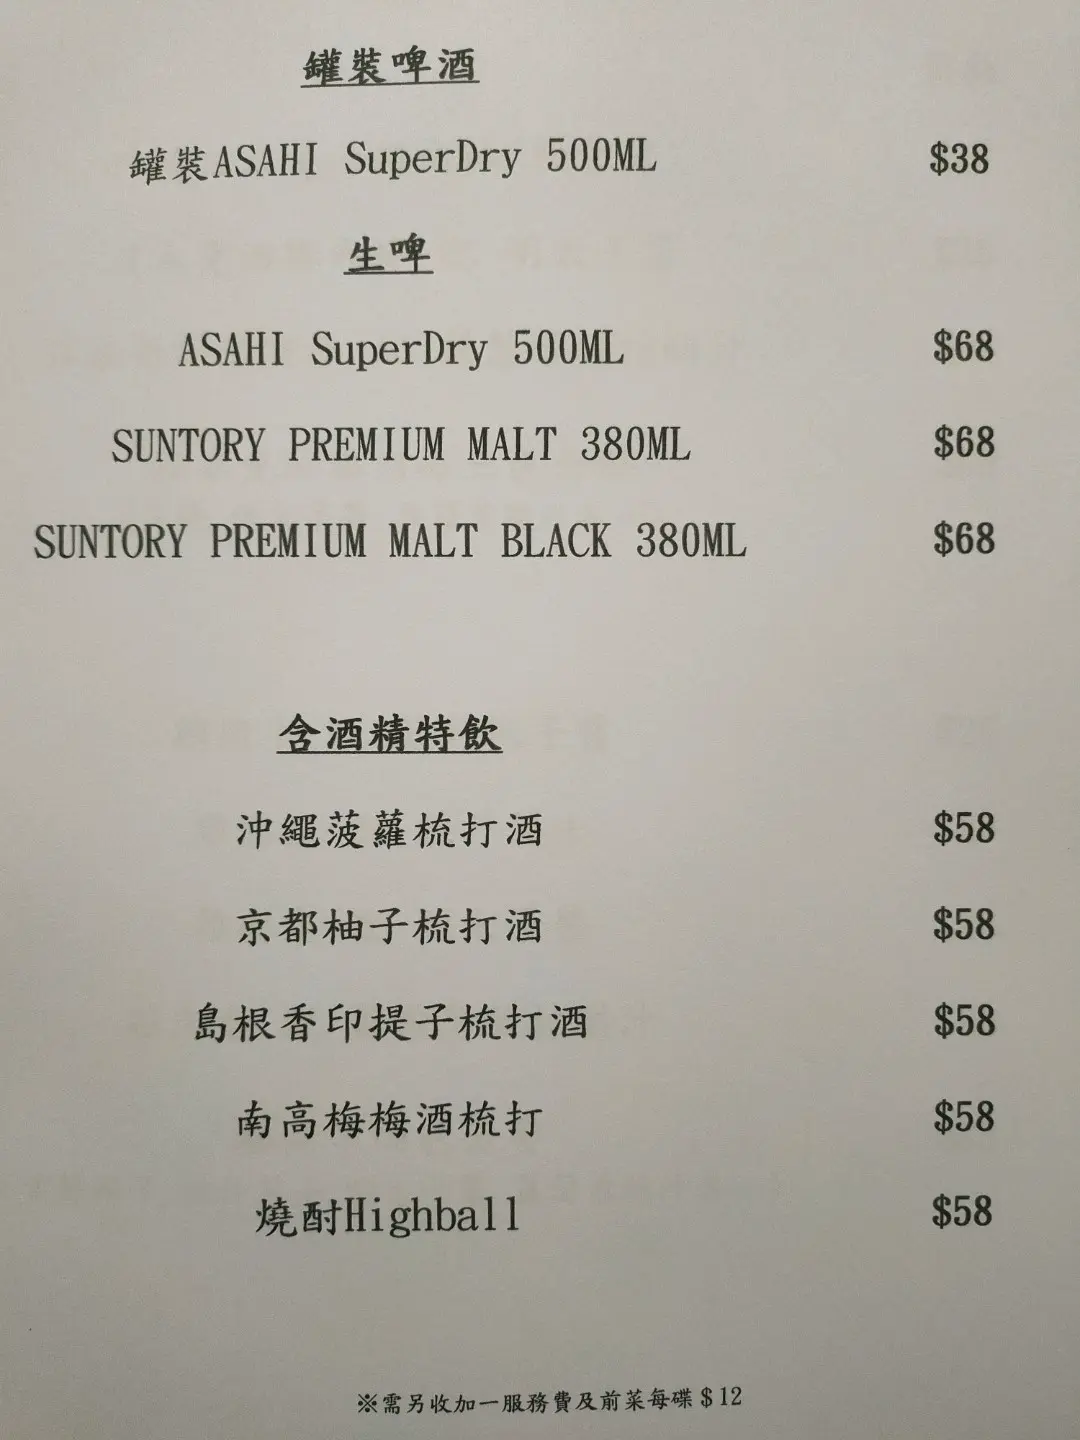 罐裝啤酒
罐裝ASAHI SuperDry 500ML $38
生啤
ASAHI SuperDry 500ML $68
SUNTORY PREMIUM MALT 380ML $68
SUNTORY PREMIUM MALT BLACK 380ML $68
含酒精特飲
沖繩菠蘿梳打酒 $58
京都柚子梳打酒 $58
島根香印提子梳打酒 $58
南高梅梅酒梳打 $58
燒酎Highball $58
※需另收加一服務費及前菜每碟$12